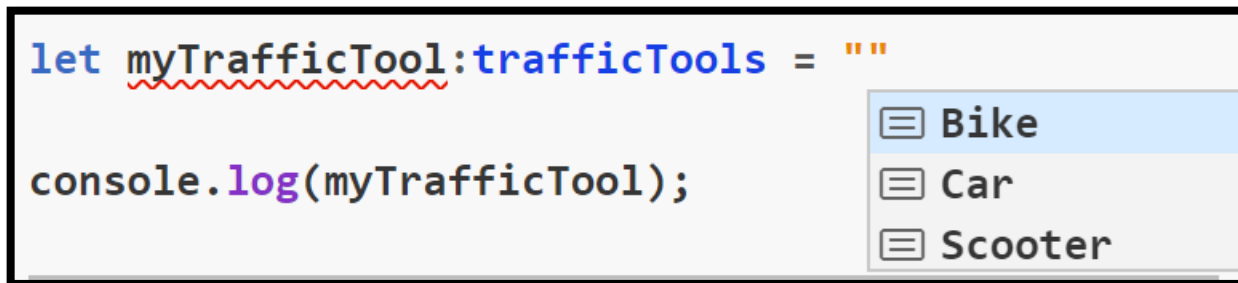 let myTrafficTool:trafficTools = ""
Bike
console.log(myTrafficTool);
Car
Scooter